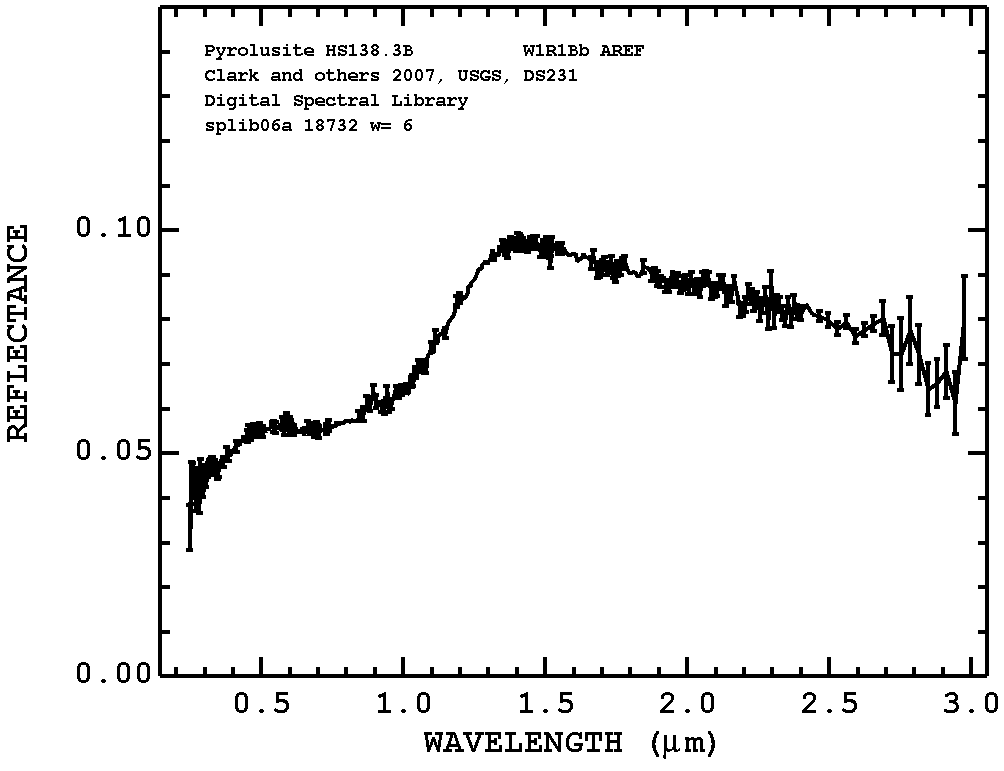 Pyrolusite HS138.3B W1R1Bb AREF
Clark and others 2007, USGS, DS231
Digital Spectral Library
splib06a 18732 w= 6
REFLECTANCE
0.10
0.05
0.00
0.5 1.0 1.5 2.0 2.5 3.0
WAVELENGTH (μm)